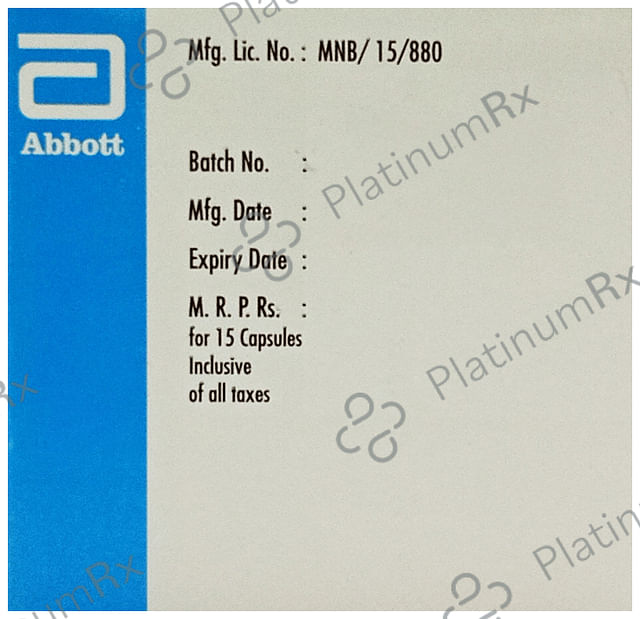 Abbott
Mfg. Lic. No. : MNB/ 15/880
Batch No. :
Mfg. Date :
Expiry Date :
M. R. P. Rs. :
for 15 Capsules
Inclusive
of all taxes
PlatinumRx
PlatinumRx